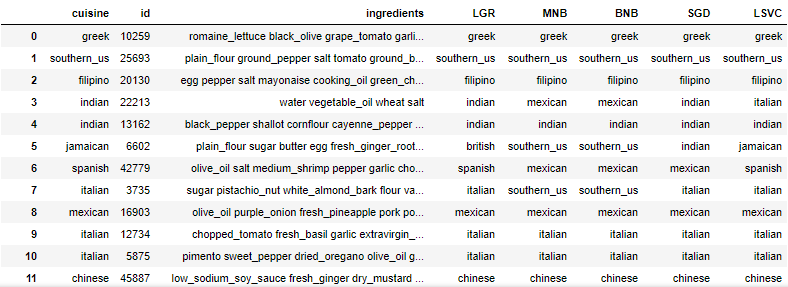 cuisine id ingredients LGR MNB BNB SGD LSVC
0 greek 10259 romaine_lettuce black_olive grape_tomato garli... greek greek greek greek greek
1 southern_us 25693 plain_flour ground_pepper salt tomato ground_b... southern_us southern_us southern_us southern_us southern_us
2 filipino 20130 egg pepper salt mayonaise cooking_oil green_ch... filipino filipino filipino filipino filipino
3 indian 22213 water vegetable_oil wheat salt indian mexican mexican indian italian
4 indian 13162 black_pepper shallot cornflour cayenne_pepper ... indian indian indian indian indian
5 jamaican 6602 plain_flour sugar butter egg fresh_ginger_root... british southern_us southern_us indian jamaican
6 spanish 42779 olive_oil salt medium_shrimp pepper garlic cho... spanish mexican mexican mexican spanish
7 italian 3735 sugar pistachio_nut white_almond_bark flour va... italian southern_us southern_us italian italian
8 mexican 16903 olive_oil purple_onion fresh_pineapple pork po... mexican mexican mexican mexican mexican
9 italian 12734 chopped_tomato fresh_basil garlic extravirgin_... italian italian italian italian italian
10 italian 5875 pimento sweet_pepper dried_oregano olive_oil g... italian italian italian italian italian
11 chinese 45887 low_sodium_soy_sauce fresh_ginger dry_mustard ... chinese chinese chinese chinese chinese